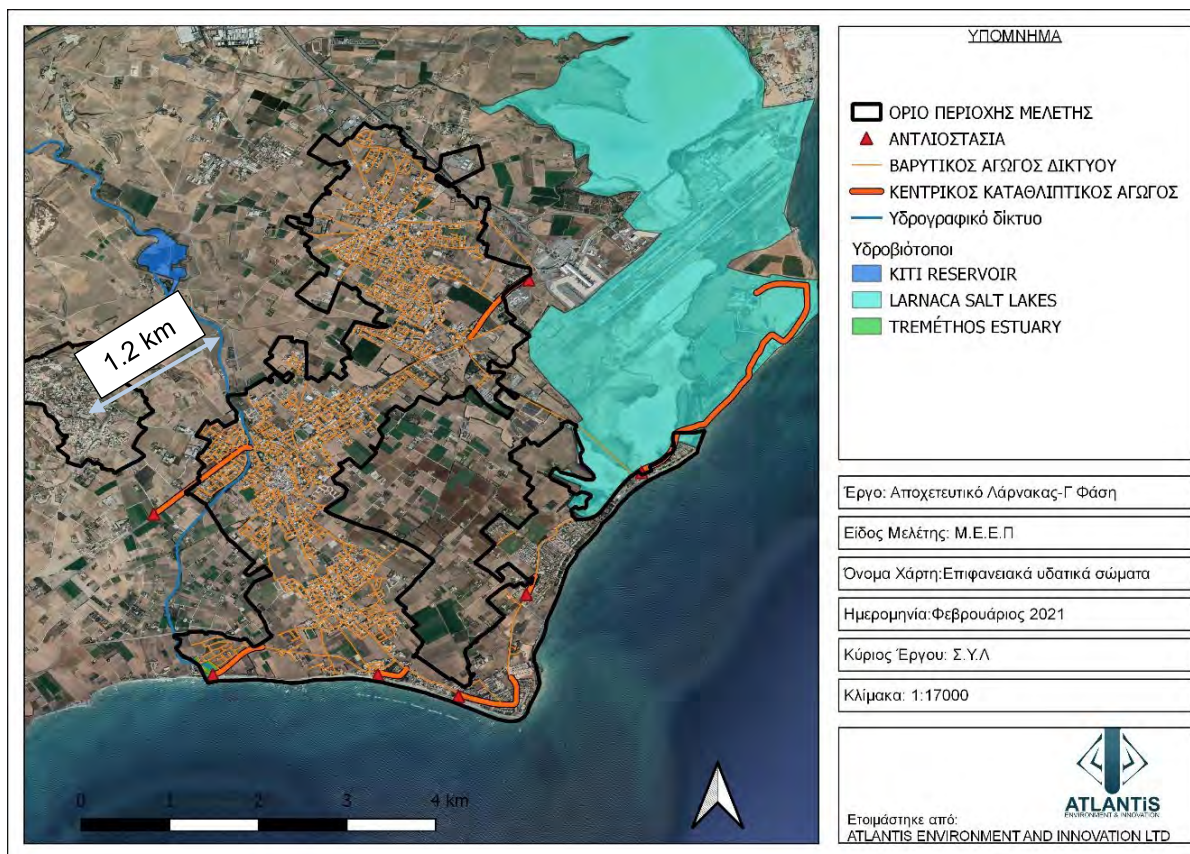 ΥΠΟΜΝΗΜΑ
ΟΡΙΟ ΠΕΡΙΟΧΗΣ ΜΕΛΕΤΗΣ
ΑΝΤΛΙΟΣΤΑΣΙΑ
ΒΑΡΥΤΙΚΟΣ ΑΓΩΓΟΣ ΔΙΚΤΥΟΥ
ΚΕΝΤΡΙΚΟΣ ΚΑΤΑΘΛΙΠΤΙΚΟΣ ΑΓΩΓΟΣ
Υδρογραφικό δίκτυο
Υδροβιότοποι
KITI RESERVOIR
LARNACA SALT LAKES
TREMÉTHOS ESTUARY
1.2 km
0 1 2 3 4 km
Έργο: Αποχετευτικό Λάρνακας-Γ Φάση
Είδος Μελέτης: Μ.Ε.Ε.Π
Όνομα Χάρτη:Επιφανειακά υδατικά σώματα
Ημερομηνία:Φεβρουάριος 2021
Κύριος Έργου: Σ.Υ.Λ
Κλίμακα: 1:17000
ATLANTiS
ENVIRONMENT & INNOVATION
Ετοιμάστηκε από:
ATLANTIS ENVIRONMENT AND INNOVATION LTD